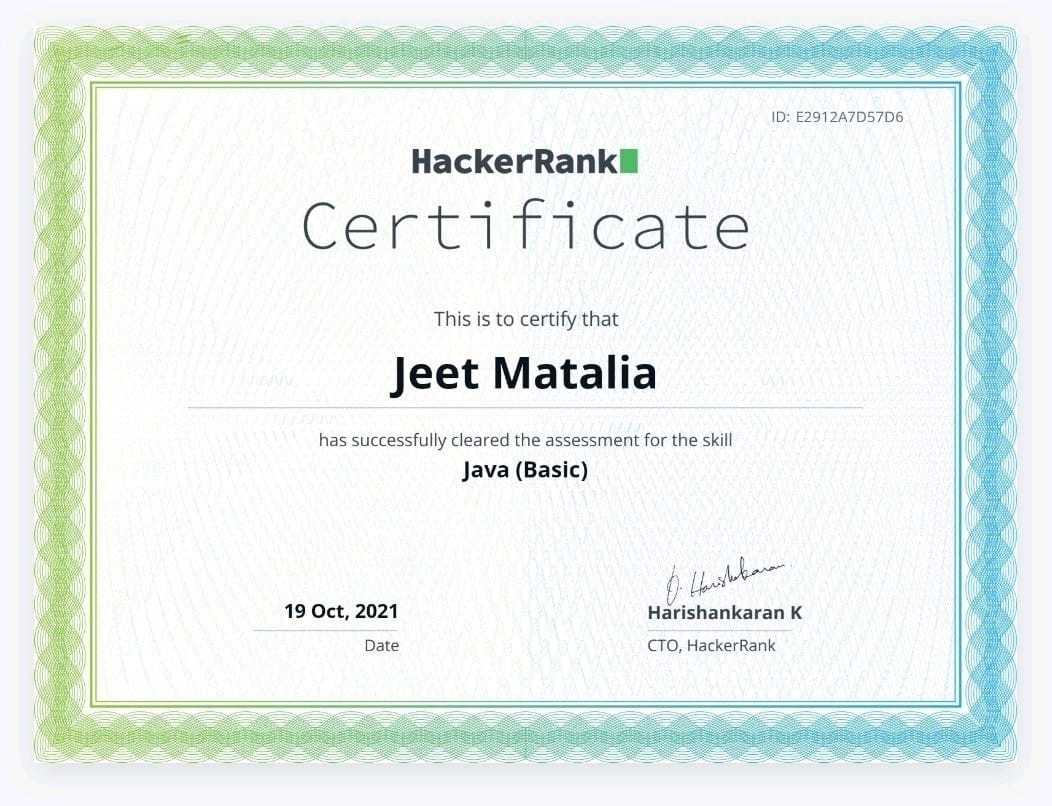 ID: E2912A7D57D6
HackerRank
Certificate
This is to certify that
Jeet Matalia
has successfully cleared the assessment for the skill
Java (Basic)
19 Oct, 2021
Date
Harishankaran K
CTO, HackerRank